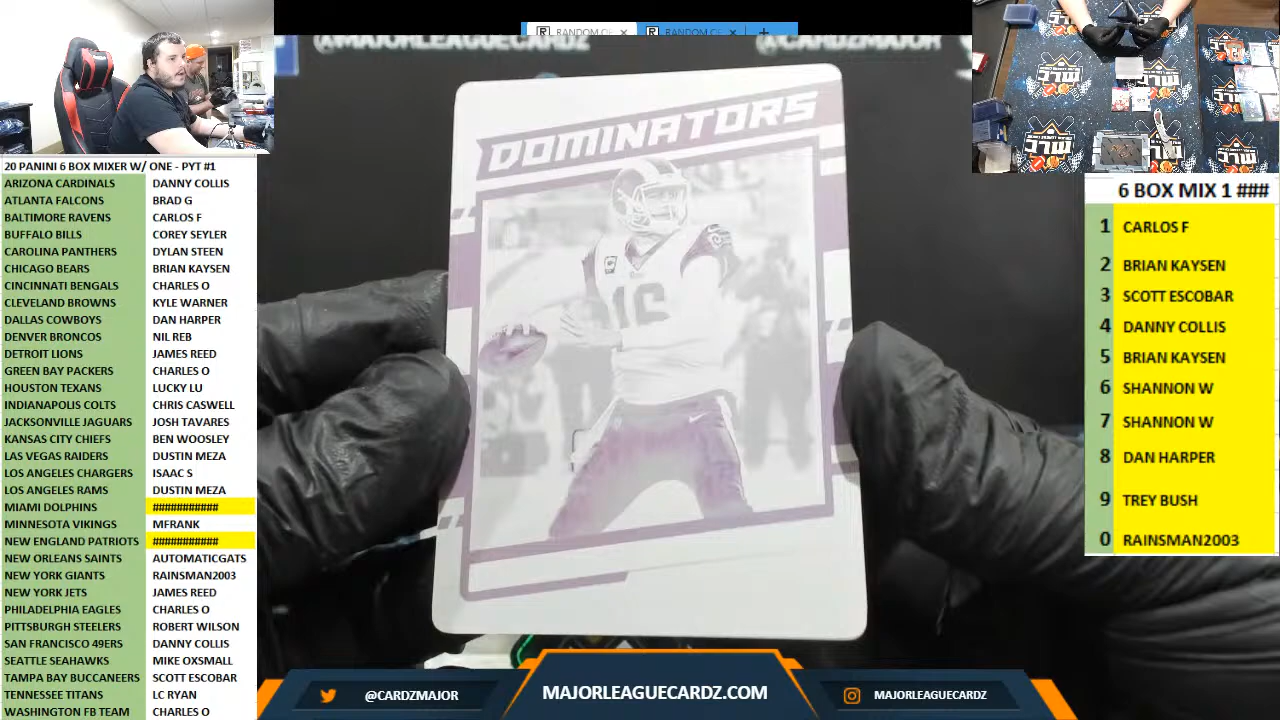 RANDOM
RANDOM
@MAJORLEAGUECARDZ
@CARDZMAJOR
20 PANINI 6 BOX MIXER W/ ONE - PYT #1
ARIZONA CARDINALS DANNY COLLIS
ATLANTA FALCONS BRAD G
BALTIMORE RAVENS CARLOS F
BUFFALO BILLS COREY SEYLER
CAROLINA PANTHERS DYLAN STEEN
CHICAGO BEARS BRIAN KAYSEN
CINCINNATI BENGALS CHARLES O
CLEVELAND BROWNS KYLE WARNER
DALLAS COWBOYS DAN HARPER
DENVER BRONCOS NIL REB
DETROIT LIONS JAMES REED
GREEN BAY PACKERS CHARLES O
HOUSTON TEXANS LUCKY LU
INDIANAPOLIS COLTS CHRIS CASWELL
JACKSONVILLE JAGUARS JOSH TAVARES
KANSAS CITY CHIEFS BEN WOOSLEY
LAS VEGAS RAIDERS DUSTIN MEZA
LOS ANGELES CHARGERS ISAAC S
LOS ANGELES RAMS DUSTIN MEZA
MIAMI DOLPHINS ###########
MINNESOTA VIKINGS MFRANK
NEW ENGLAND PATRIOTS ###########
NEW ORLEANS SAINTS AUTOMATICGATS
NEW YORK GIANTS RAINSMAN2003
NEW YORK JETS JAMES REED
PHILADELPHIA EAGLES CHARLES O
PITTSBURGH STEELERS ROBERT WILSON
SAN FRANCISCO 49ERS DANNY COLLIS
SEATTLE SEAHAWKS MIKE OXSMALL
TAMPA BAY BUCCANEERS SCOTT ESCOBAR
TENNESSEE TITANS LC RYAN
WASHINGTON FB TEAM CHARLES O
DOMINATORS
16
6 BOX MIX 1 ###
1 CARLOS F
2 BRIAN KAYSEN
3 SCOTT ESCOBAR
4 DANNY COLLIS
5 BRIAN KAYSEN
6 SHANNON W
7 SHANNON W
8 DAN HARPER
9 TREY BUSH
0 RAINSMAN2003
@CARDZMAJOR
MAJORLEAGUECARDZ.COM
MAJORLEAGUECARDZ